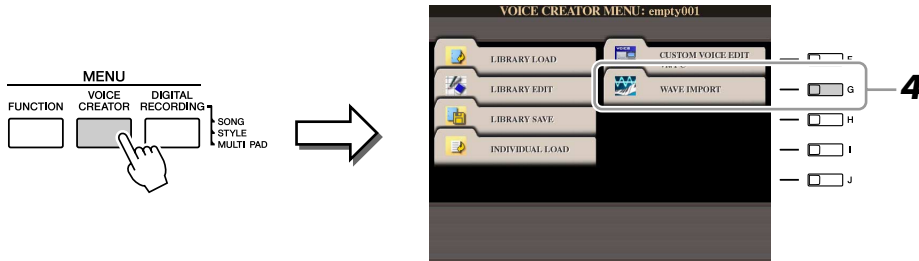 MENU
FUNCTION
VOICE CREATOR
DIGITAL RECORDING
SONG
STYLE
MULTI PAD
VOICE CREATOR MENU: empty001
LIBRARY LOAD
LIBRARY EDIT
LIBRARY SAVE
INDIVIDUAL LOAD
CUSTOM VOICE EDIT
WAVE IMPORT
G
H
I
J
4